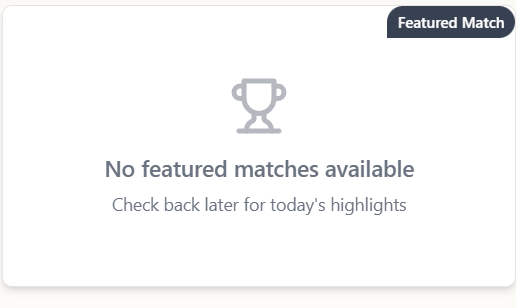 Featured Match
No featured matches available
Check back later for today's highlights